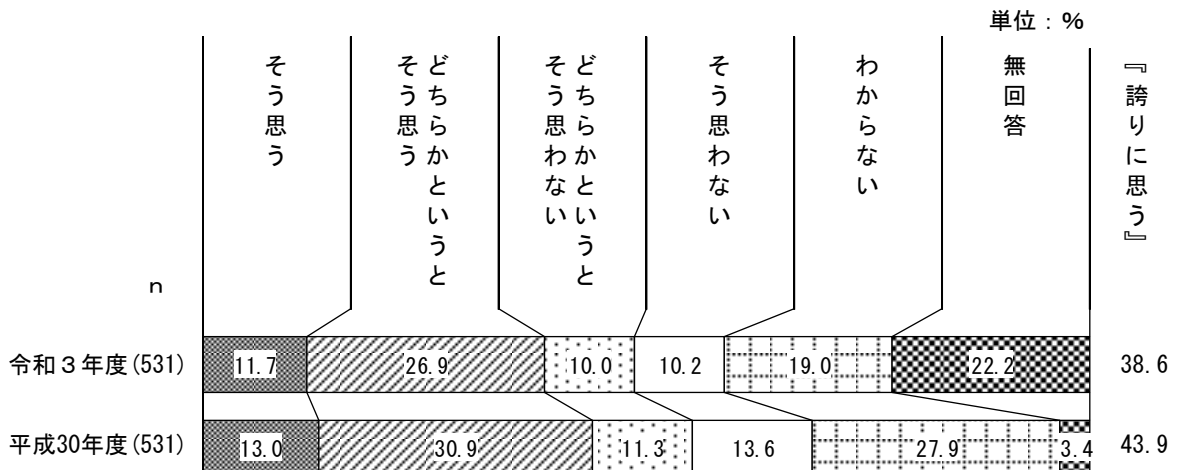 単位：%
そう思う
どちらかというと
そう思う
どちらかというと
そう思わない
そう思わない
わからない
無回答
『誇りに思う』
n
令和３年度(531)
11.7
26.9
10.0
10.2
19.0
22.2
38.6
平成30年度(531)
13.0
30.9
11.3
13.6
27.9
3.4
43.9